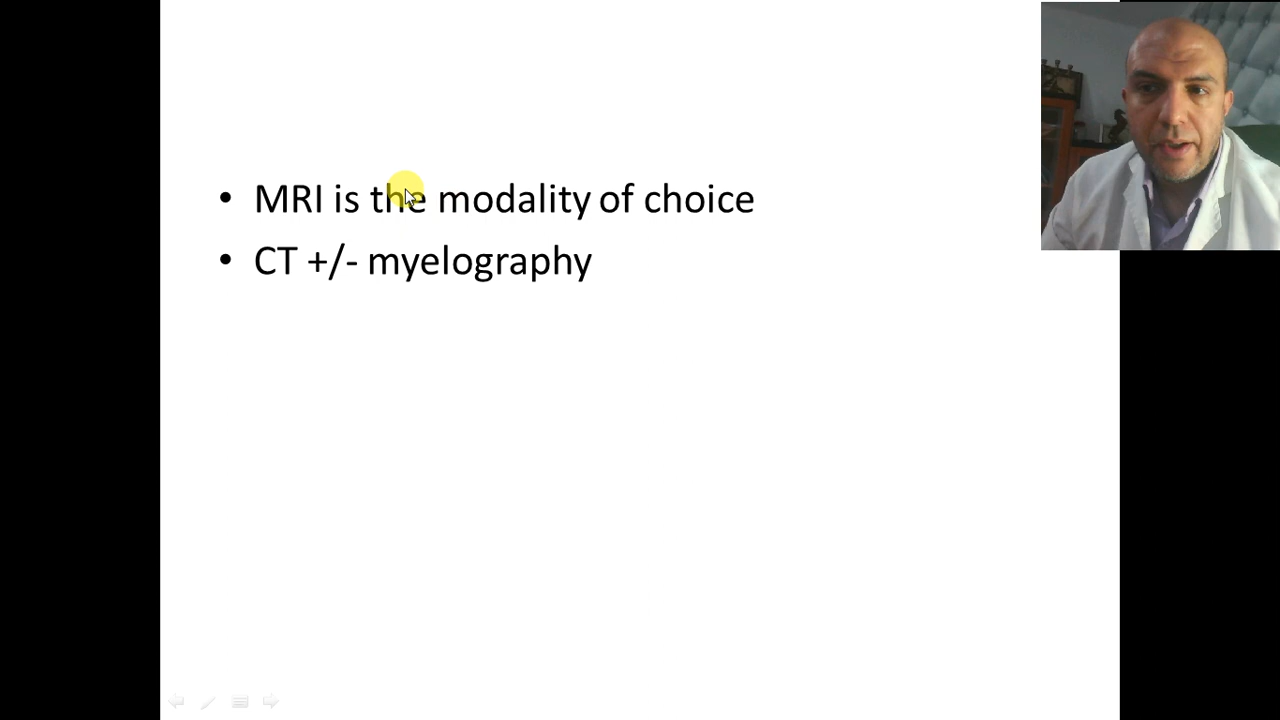 • MRI is the modality of choice
• CT +/- myelography